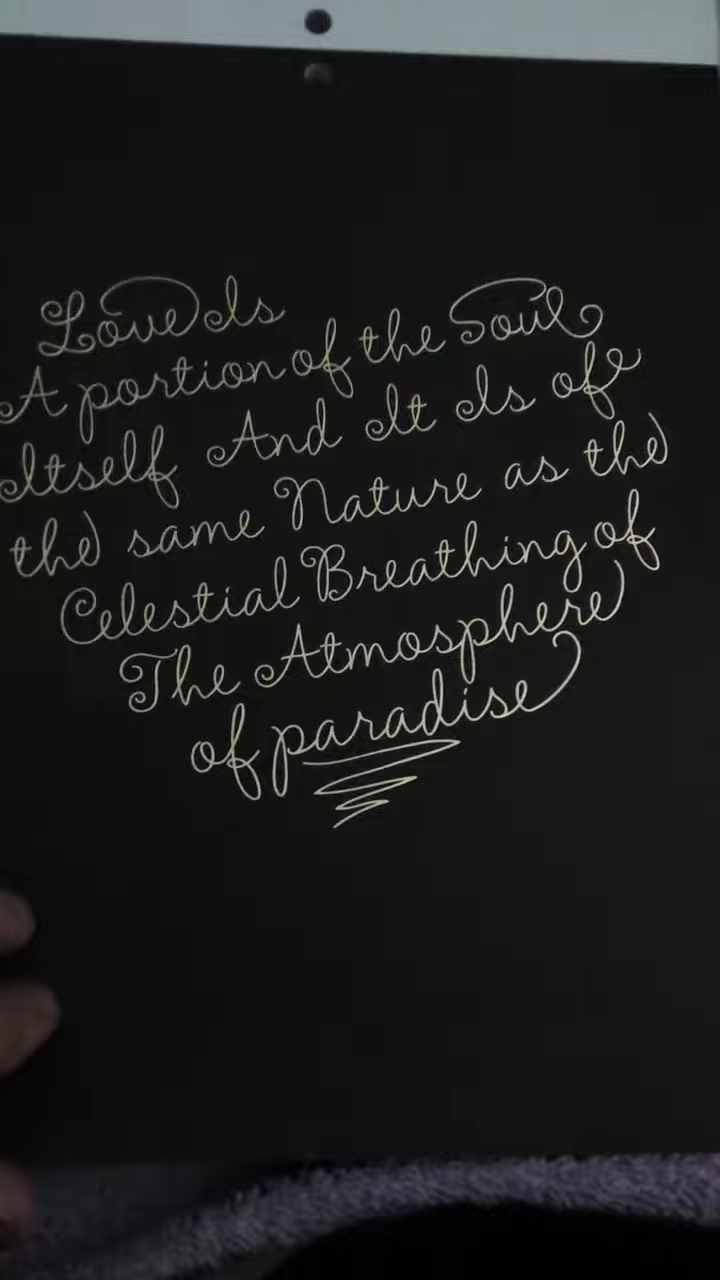 Love Is
A portion of the Soul
Itself And It Is of
the same Nature as the
Celestial Breathing of
The Atmosphere
of paradise